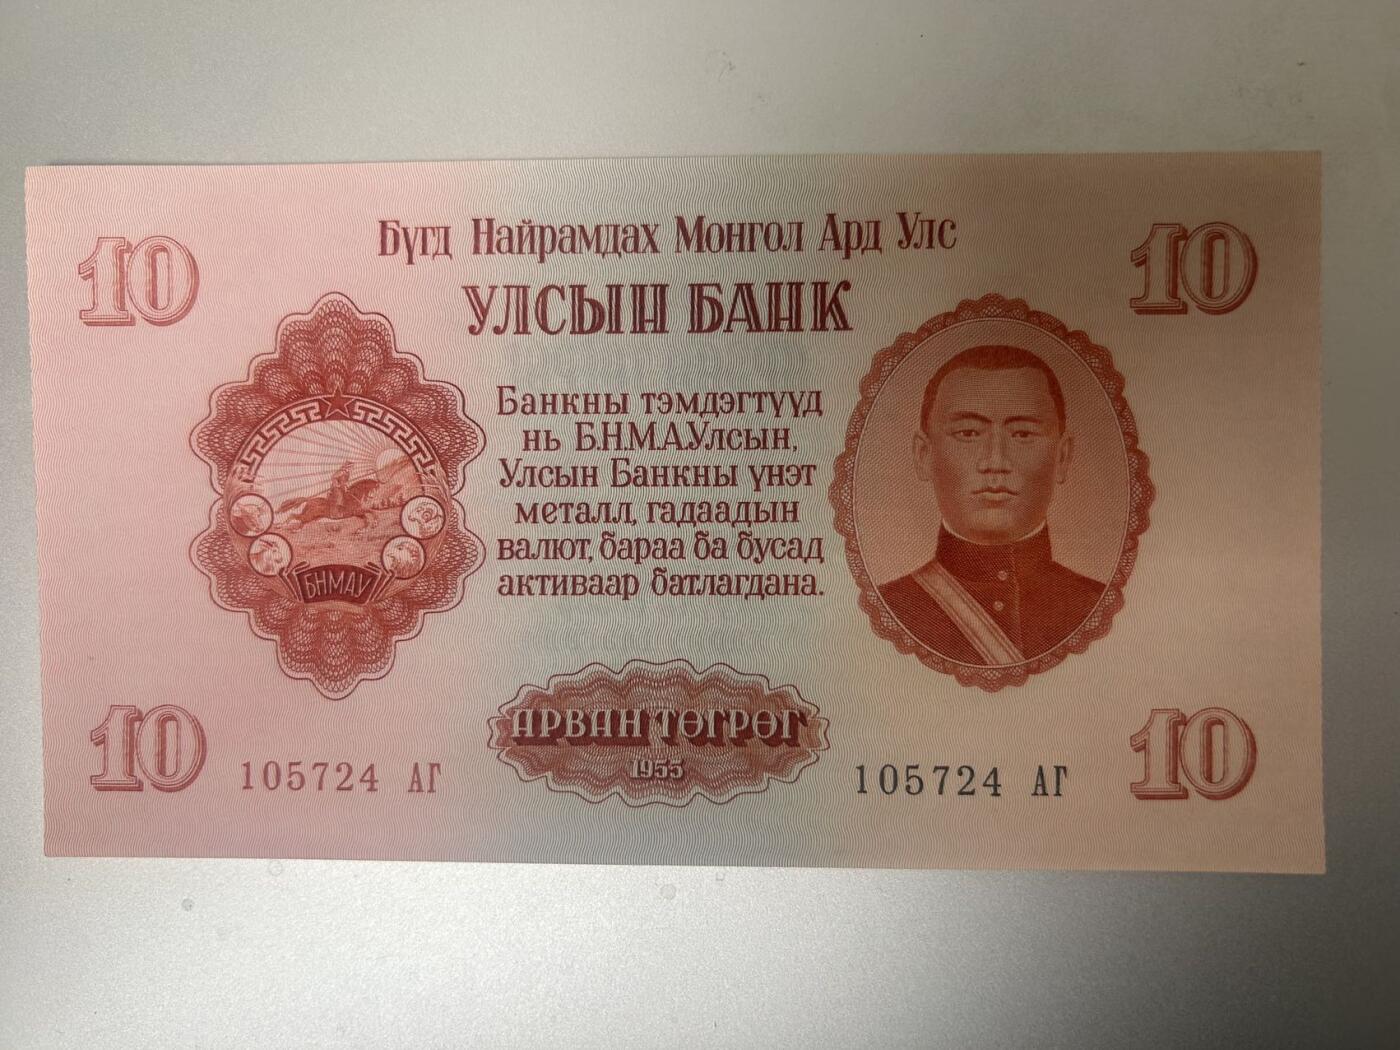 Бүгд Найрамдах Монгол Ард Улс
10
10
УЛСЫН БАНК
Банкны тэмдэгтүүд
нь Б.Н.М.А.Улсын,
Улсын Банкны үнэт
металл, гадаадын
валют, бараа ба бусад
активаар батлагдана.
БНМАУ
АРВАН ТӨГРӨГ
1955
10
105724 АГ
105724 АГ
10